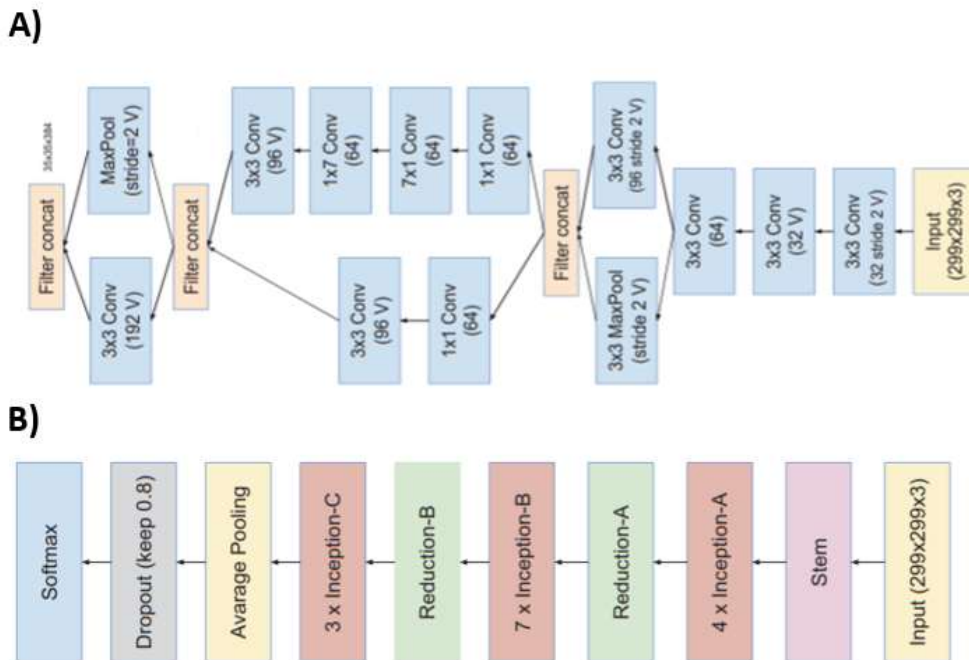 A)
35x35x384
Filter concat
MaxPool
(stride=2 V)
3x3 Conv
(192 V)
Filter concat
3x3 Conv
(96 V)
1x7 Conv
(64)
7x1 Conv
(64)
1x1 Conv
(64)
3x3 Conv
(96 V)
1x1 Conv
(64)
Filter concat
3x3 Conv
(96 stride 2 V)
3x3 MaxPool
(stride 2 V)
3x3 Conv
(64)
3x3 Conv
(32 V)
3x3 Conv
(32 stride 2 V)
Input
(299x299x3)
B)
Softmax
Dropout (keep 0.8)
Avarage Pooling
3 x Inception-C
Reduction-B
7 x Inception-B
Reduction-A
4 x Inception-A
Stem
Input (299x299x3)